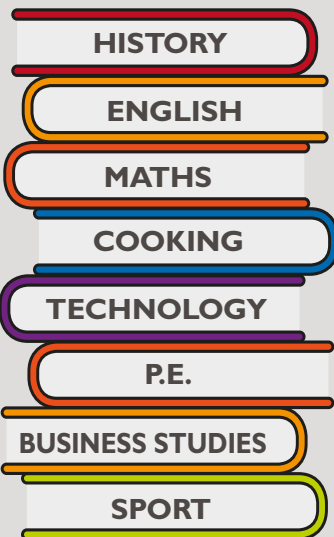 HISTORY
ENGLISH
MATHS
COOKING
TECHNOLOGY
P.E.
BUSINESS STUDIES
SPORT